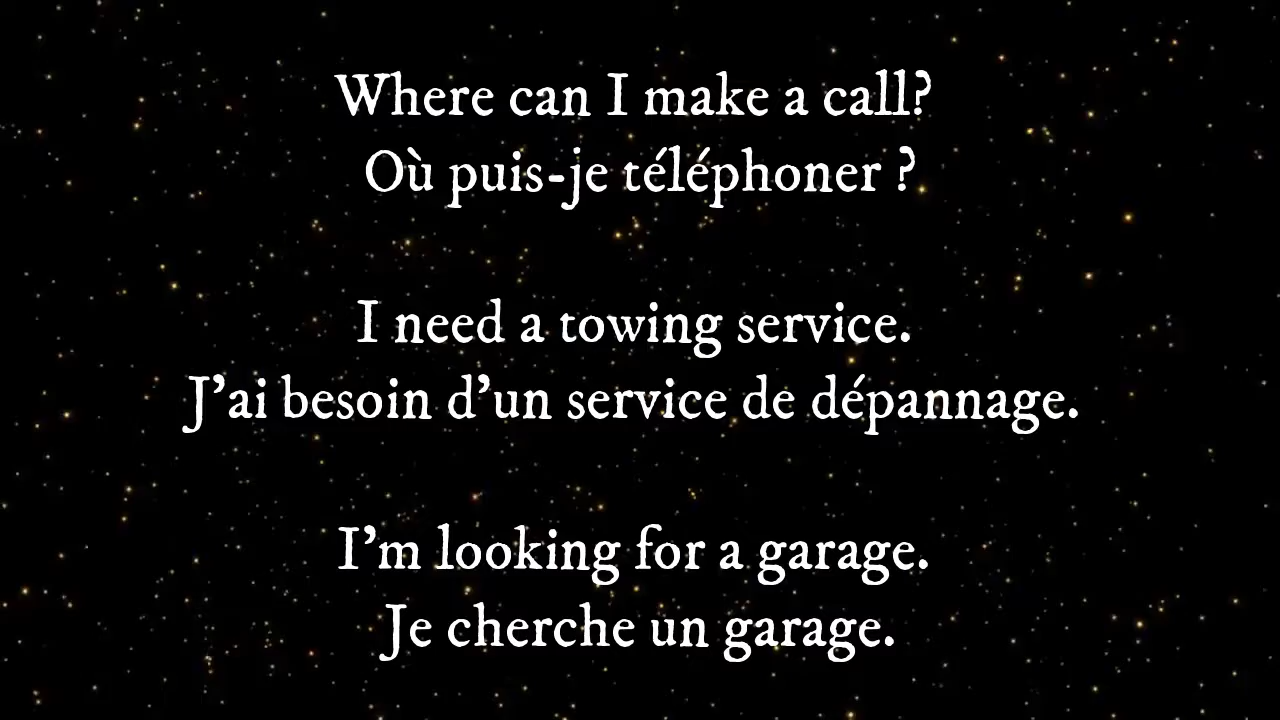 Where can I make a call?
Où puis-je téléphoner ?
I need a towing service.
J’ai besoin d’un service de dépannage.
I’m looking for a garage.
Je cherche un garage.